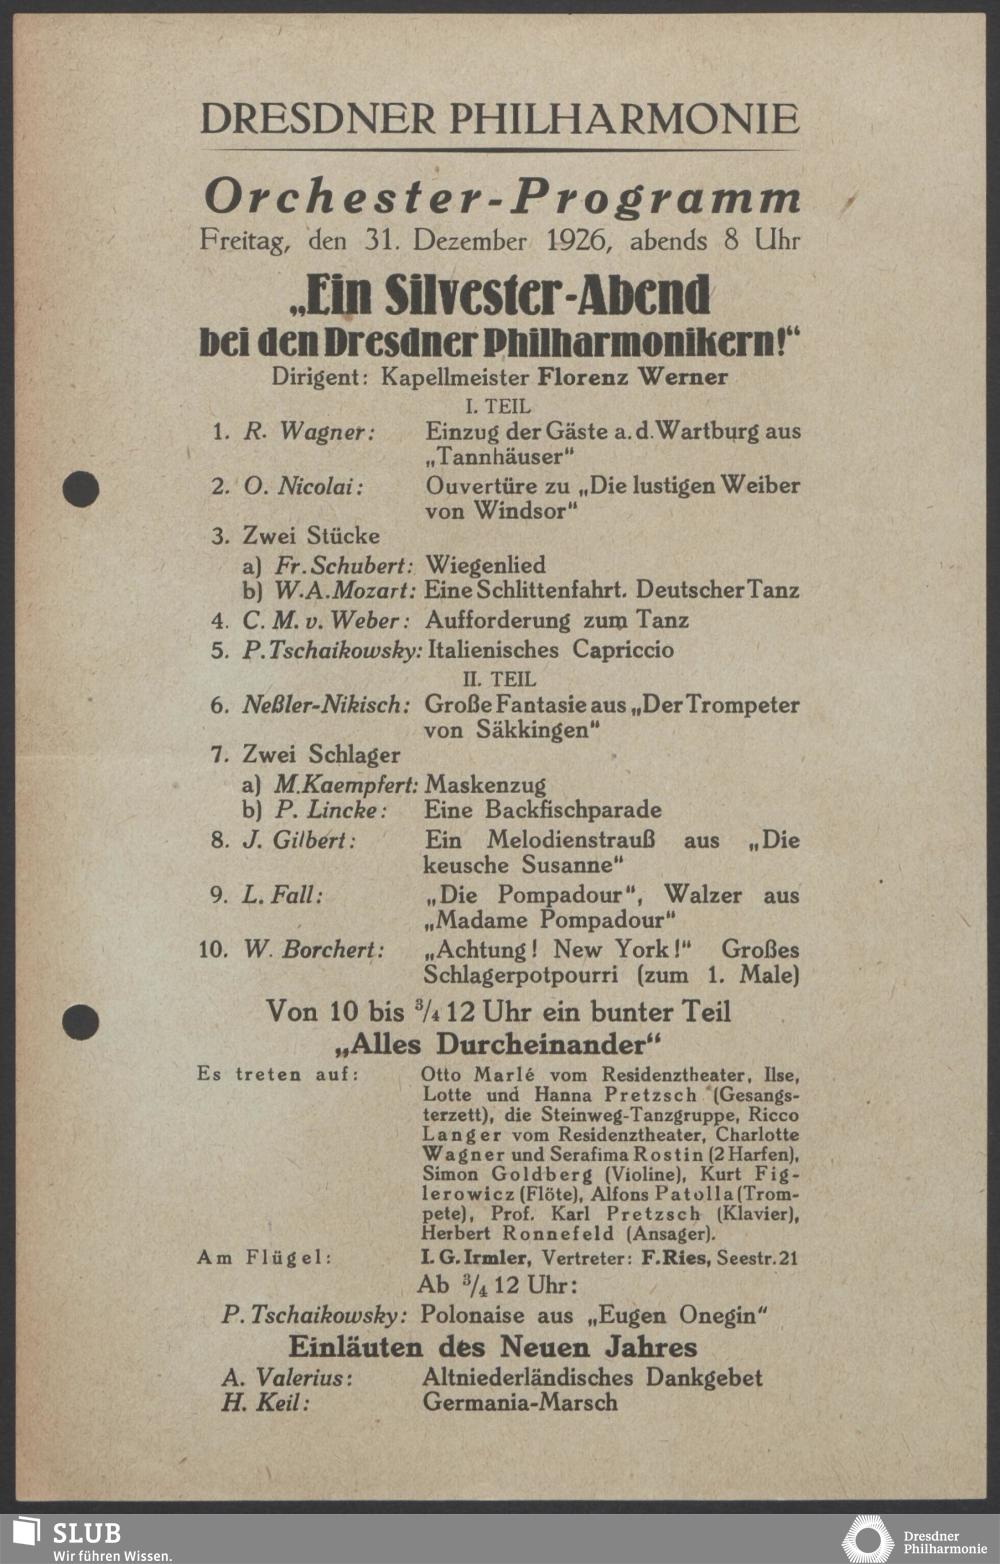 DRESDNER PHILHARMONIE
Orchester-Programm
Freitag, den 31. Dezember 1926, abends 8 Uhr
„Ein Silvester-Abend
bei den Dresdner Philharmonikern!“
Dirigent: Kapellmeister Florenz Werner
I. TEIL
1. R. Wagner: Einzug der Gäste a. d. Wartburg aus
„Tannhäuser“
2. O. Nicolai: Ouvertüre zu „Die lustigen Weiber
von Windsor“
3. Zwei Stücke
a) Fr. Schubert: Wiegenlied
b) W.A.Mozart: Eine Schlittenfahrt. Deutscher Tanz
4. C. M. v. Weber: Aufforderung zum Tanz
5. P.Tschaikowsky: Italienisches Capriccio
II. TEIL
6. Neßler-Nikisch: Große Fantasie aus „Der Trompeter
von Säkkingen“
7. Zwei Schlager
a) M.Kaempfert: Maskenzug
b) P. Lincke: Eine Backfischparade
8. J. Gilbert: Ein Melodienstrauß aus „Die
keusche Susanne“
9. L. Fall: „Die Pompadour“, Walzer aus
„Madame Pompadour“
10. W. Borchert: „Achtung! New York!“ Großes
Schlagerpotpourri (zum 1. Male)
Von 10 bis ¾ 12 Uhr ein bunter Teil
„Alles Durcheinander“
Es treten auf: Otto Marlé vom Residenztheater, Ilse,
Lotte und Hanna Pretzsch (Gesangs-
terzett), die Steinweg-Tanzgruppe, Ricco
Langer vom Residenztheater, Charlotte
Wagner und Serafima Rostin (2 Harfen),
Simon Goldberg (Violine), Kurt Fig-
lerowicz (Flöte), Alfons Patolla (Trom-
pete), Prof. Karl Pretzsch (Klavier),
Herbert Ronnefeld (Ansager).
Am Flügel: I. G. Irmler, Vertreter: F. Ries, Seestr. 21
Ab ¾ 12 Uhr:
P. Tschaikowsky: Polonaise aus „Eugen Onegin“
Einläuten des Neuen Jahres
A. Valerius: Altniederländisches Dankgebet
H. Keil: Germania-Marsch
SLUB
Wir führen Wissen.
Dresdner
Philharmonie